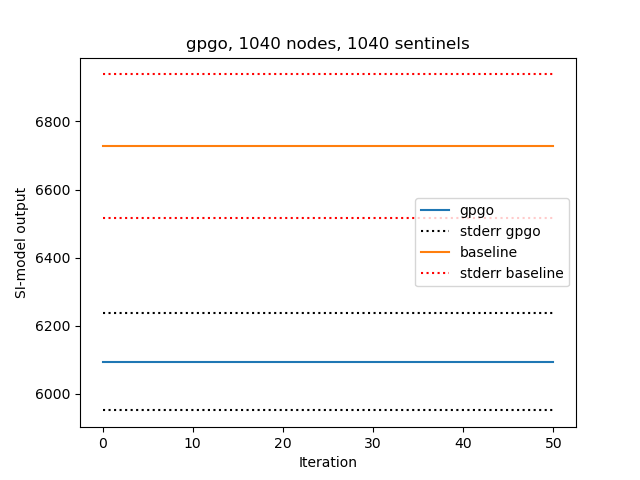 gpgo, 1040 nodes, 1040 sentinels
SI-model output
6800
6600
6400
6200
6000
gpgo
stderr gpgo
baseline
stderr baseline
0 10 20 30 40 50
Iteration